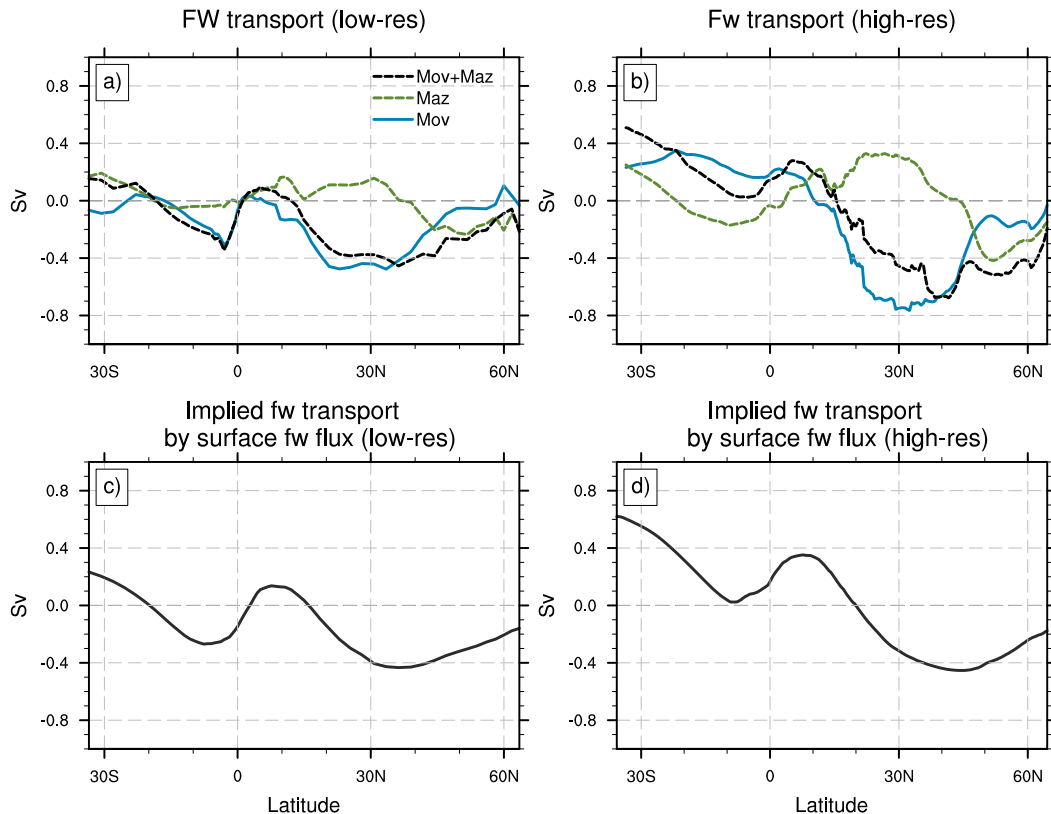 FW transport (low-res)
Fw transport (high-res)
a)
Mov+Maz
Maz
Mov
0.8
0.4
0.0
-0.4
-0.8
Sv
30S
0
30N
60N
b)
0.8
0.4
0.0
-0.4
-0.8
Sv
30S
0
30N
60N
Implied fw transport
by surface fw flux (low-res)
Implied fw transport
by surface fw flux (high-res)
c)
0.8
0.4
0.0
-0.4
-0.8
Sv
30S
0
30N
60N
Latitude
d)
0.8
0.4
0.0
-0.4
-0.8
Sv
30S
0
30N
60N
Latitude